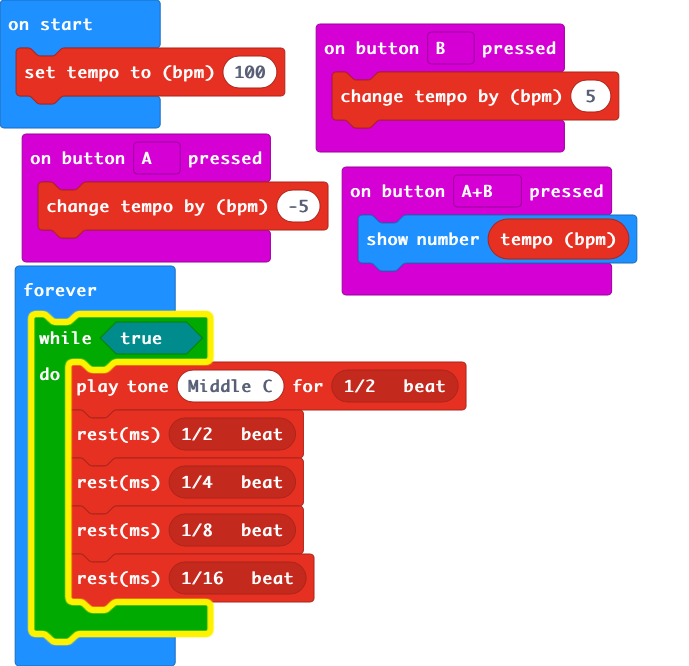 on start
set tempo to (bpm) 100
on button B pressed
change tempo by (bpm) 5
on button A pressed
change tempo by (bpm) -5
on button A+B pressed
show number tempo (bpm)
forever
while true
do
play tone Middle C for 1/2 beat
rest(ms) 1/2 beat
rest(ms) 1/4 beat
rest(ms) 1/8 beat
rest(ms) 1/16 beat